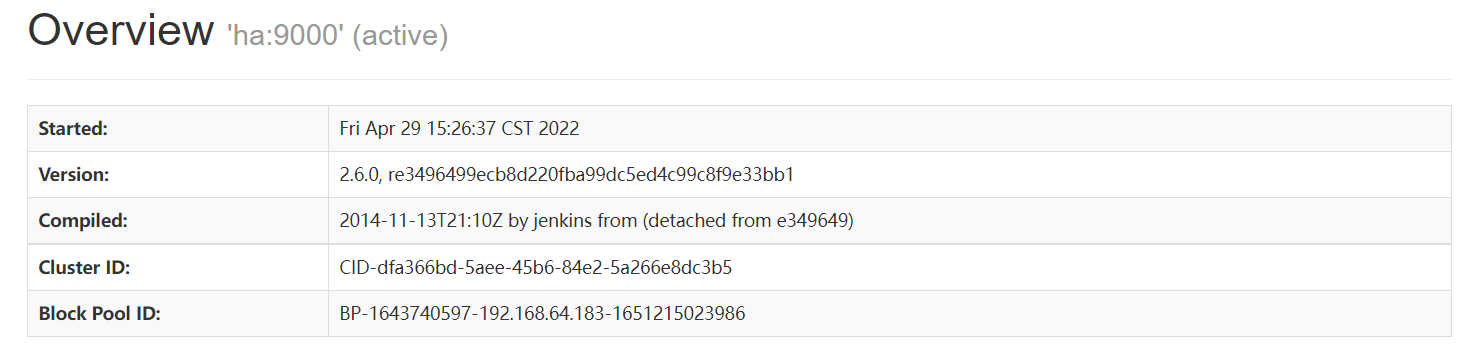 Overview 'ha:9000' (active)
Started: Fri Apr 29 15:26:37 CST 2022
Version: 2.6.0, re3496499ecb8d220fba99dc5ed4c99c8f9e33bb1
Compiled: 2014-11-13T21:10Z by jenkins from (detached from e349649)
Cluster ID: CID-dfa366bd-5aee-45b6-84e2-5a266e8dc3b5
Block Pool ID: BP-1643740597-192.168.64.183-1651215023986